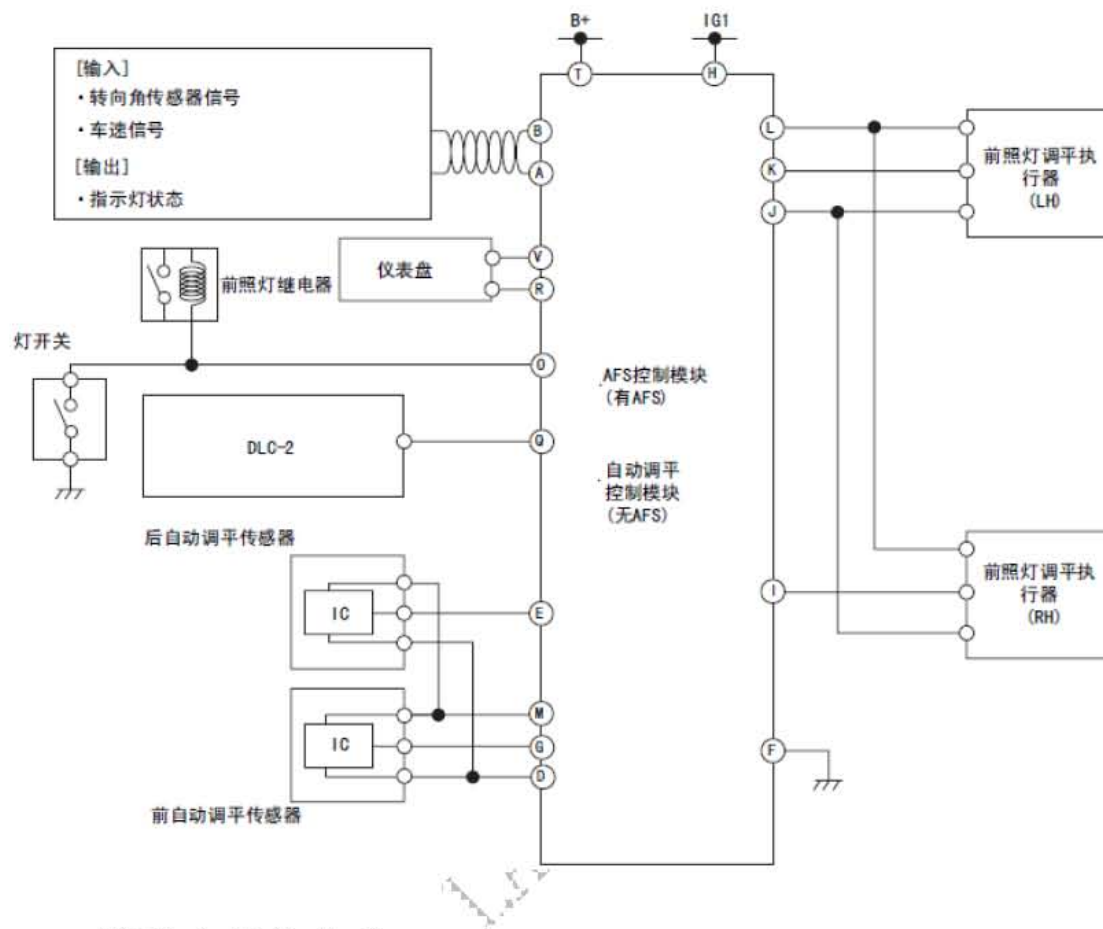 B+
IG1
[输入]
・转向角传感器信号
・车速信号
[输出]
・指示灯状态
T
H
B
A
L
K
J
前照灯调平执
行器
(LH)
前照灯继电器
仪表盘
V
R
灯开关
O
AFS控制模块
(有AFS)
DLC-2
Q
自动调平
控制模块
(无AFS)
后自动调平传感器
IC
E
I
前照灯调平执
行器
(RH)
IC
M
G
D
F
前自动调平传感器